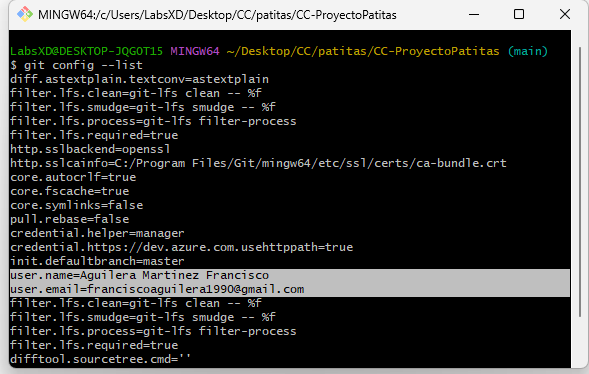 MINGW64:/c/Users/LabsXD/Desktop/CC/patitas/CC-ProyectoPatitas
LabsXD@DESKTOP-JQGOT15 MINGW64 ~/Desktop/CC/patitas/CC-ProyectoPatitas (main)
$ git config --list
diff.astextplain.textconv=astextplain
filter.lfs.clean=git-lfs clean -- %f
filter.lfs.smudge=git-lfs smudge -- %f
filter.lfs.process=git-lfs filter-process
filter.lfs.required=true
http.sslbackend=openssl
http.sslcainfo=C:/Program Files/Git/mingw64/etc/ssl/certs/ca-bundle.crt
core.autocrlf=true
core.fscache=true
core.symlinks=false
pull.rebase=false
credential.helper=manager
credential.https://dev.azure.com.usehttppath=true
init.defaultbranch=master
user.name=Aguilera Martinez Francisco
user.email=franciscoaguilera1990@gmail.com
filter.lfs.clean=git-lfs clean -- %f
filter.lfs.smudge=git-lfs smudge -- %f
filter.lfs.process=git-lfs filter-process
filter.lfs.required=true
difftool.sourcetree.cmd=''